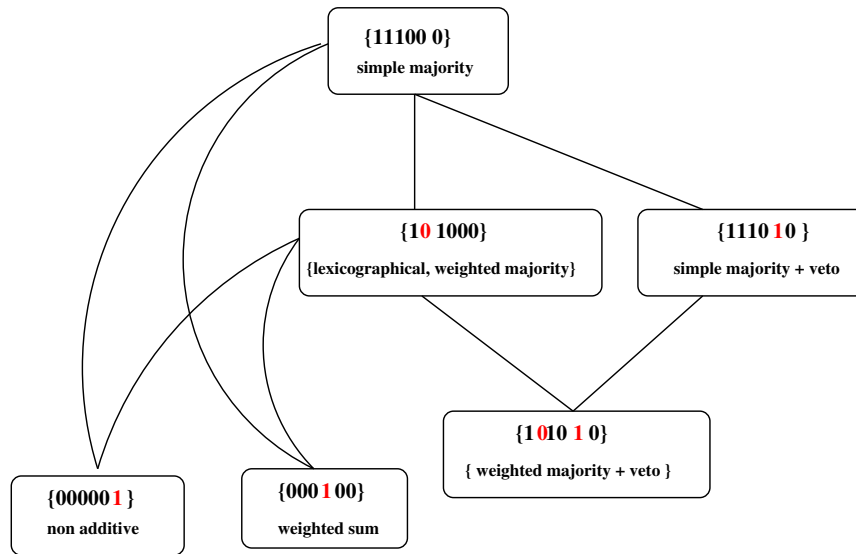 {11100 0}
simple majority
{10 1000}
{lexicographical, weighted majority}
{1110 10 }
simple majority + veto
{1 010 1 0}
{ weighted majority + veto }
{00000 1 }
non additive
{000 1 00}
weighted sum